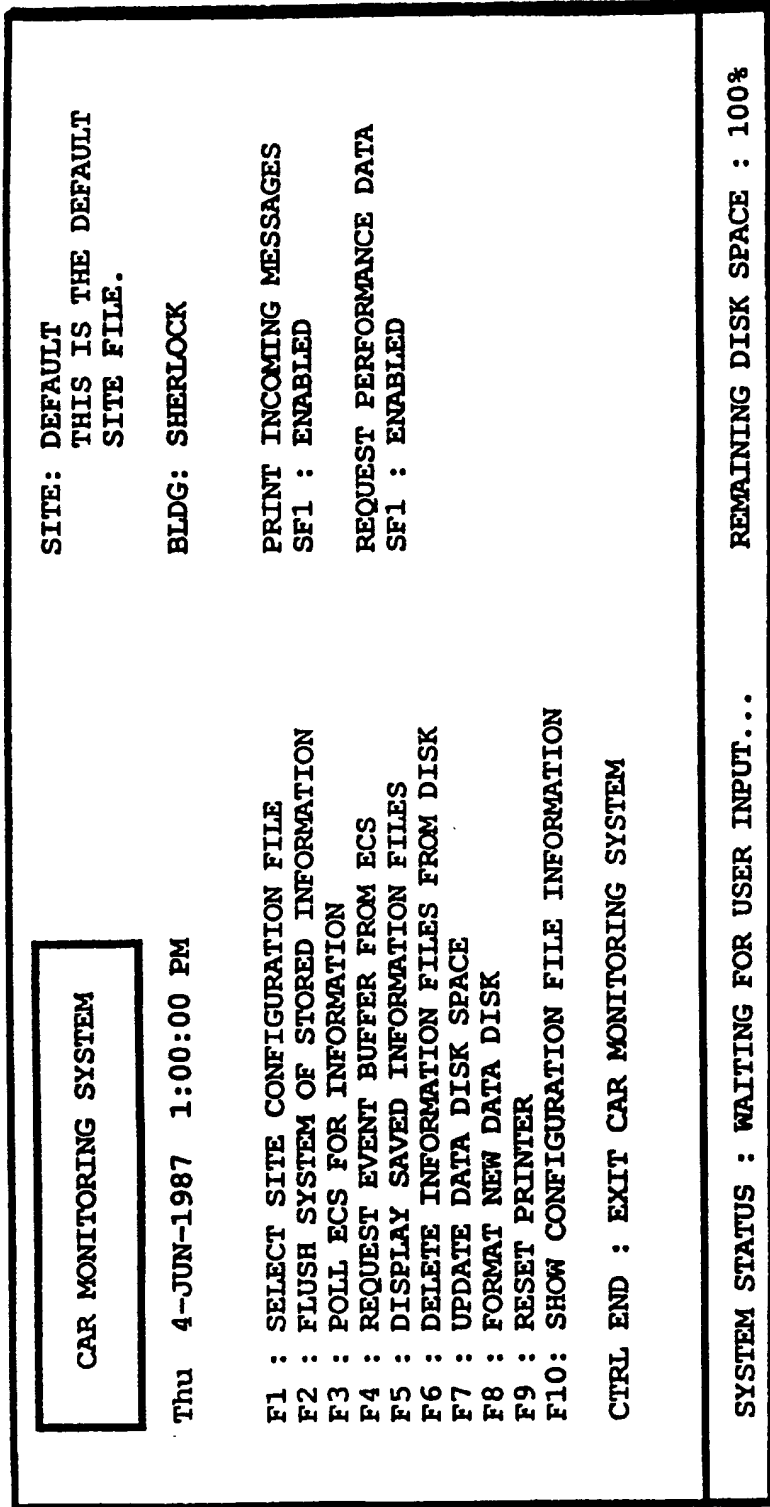 CAR MONITORING SYSTEM
Thu 4-JUN-1987 1:00:00 PM
F1 : SELECT SITE CONFIGURATION FILE
F2 : FLUSH SYSTEM OF STORED INFORMATION
F3 : POLL ECS FOR INFORMATION
F4 : REQUEST EVENT BUFFER FROM ECS
F5 : DISPLAY SAVED INFORMATION FILES
F6 : DELETE INFORMATION FILES FROM DISK
F7 : UPDATE DATA DISK SPACE
F8 : FORMAT NEW DATA DISK
F9 : RESET PRINTER
F10: SHOW CONFIGURATION FILE INFORMATION
CTRL END : EXIT CAR MONITORING SYSTEM
SITE: DEFAULT
THIS IS THE DEFAULT
SITE FILE.
BLDG: SHERLOCK
PRINT INCOMING MESSAGES
SF1 : ENABLED
REQUEST PERFORMANCE DATA
SF1 : ENABLED
SYSTEM STATUS : WAITING FOR USER INPUT...
REMAINING DISK SPACE : 100%